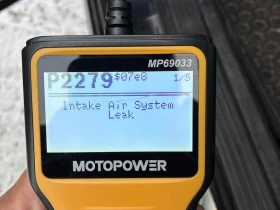 MP69033
P2279 $07e8 1/5
Intake Air System
Leak
MOTOPOWER